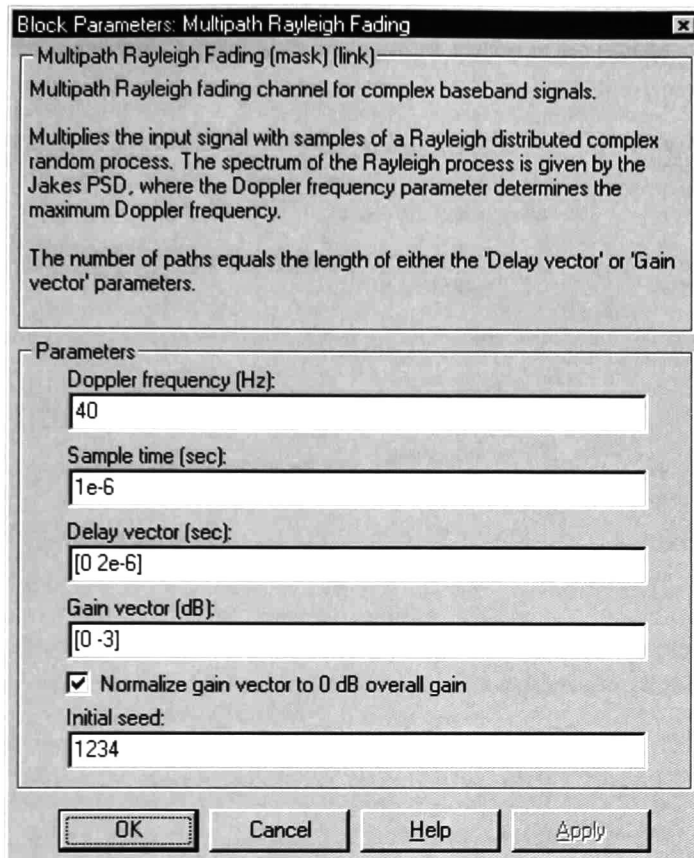 Block Parameters: Multipath Rayleigh Fading
Multipath Rayleigh Fading (mask) (link)
Multipath Rayleigh fading channel for complex baseband signals.
Multiplies the input signal with samples of a Rayleigh distributed complex
random process. The spectrum of the Rayleigh process is given by the
Jakes PSD, where the Doppler frequency parameter determines the
maximum Doppler frequency.
The number of paths equals the length of either the 'Delay vector' or 'Gain
vector' parameters.
Parameters
Doppler frequency (Hz):
40
Sample time (sec):
1e-6
Delay vector (sec):
[0 2e-6]
Gain vector (dB):
[0 -3]
Normalize gain vector to 0 dB overall gain
Initial seed:
1234
OK Cancel Help Apply